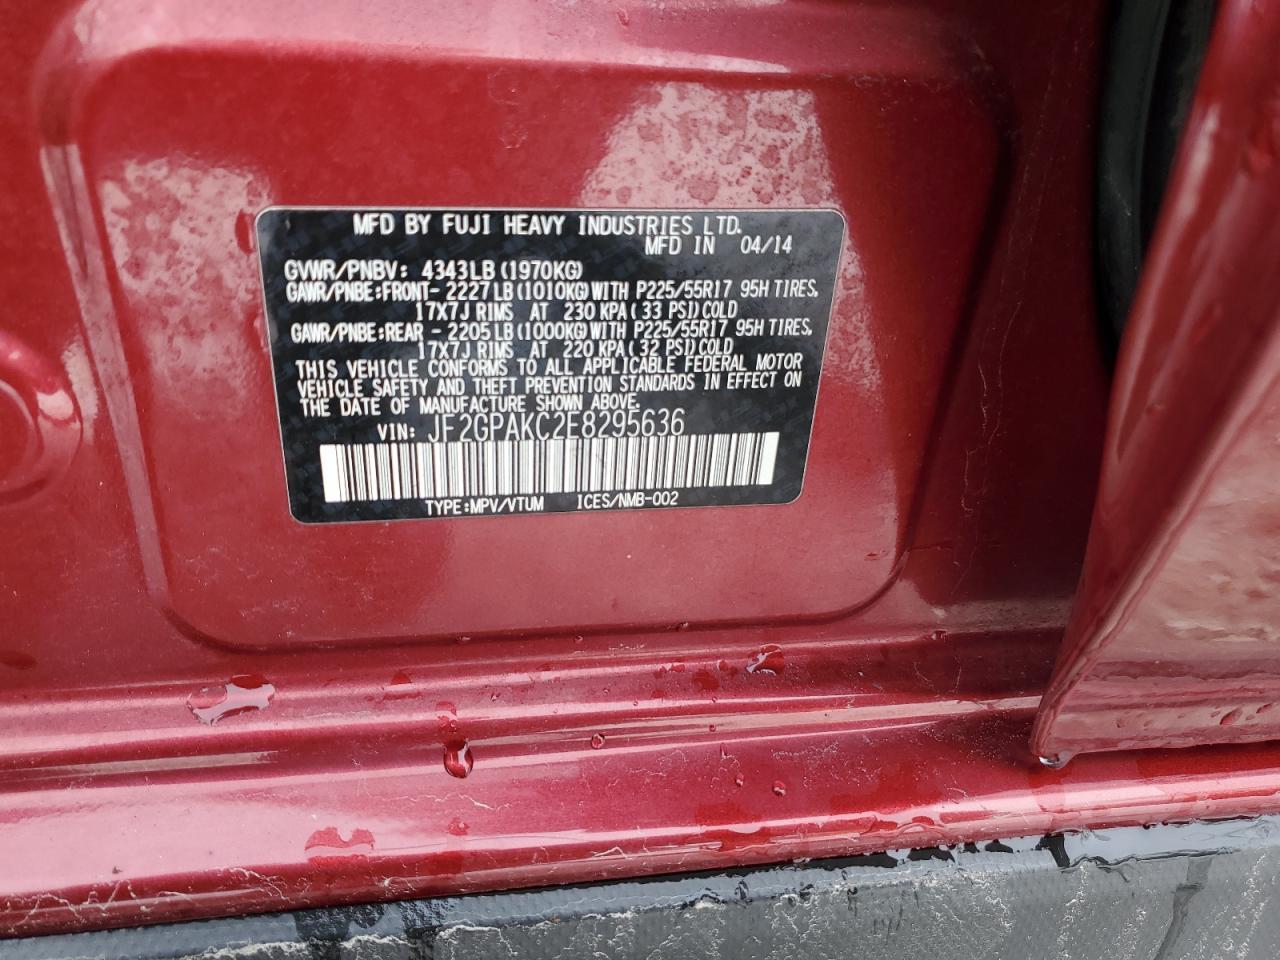 MFD BY FUJI HEAVY INDUSTRIES LTD.
MFD IN 04/14
GVWR/PNBV: 4343LB (1970KG)
GAWR/PNBE:FRONT- 2227LB (1010KG) WITH P225/55R17 95H TIRES,
17X7J RIMS AT 230 KPA (33 PSI) COLD
GAWR/PNBE:REAR - 2205LB (1000KG) WITH P225/55R17 95H TIRES,
17X7J RIMS AT 220 KPA (32 PSI) COLD
THIS VEHICLE CONFORMS TO ALL APPLICABLE FEDERAL MOTOR
VEHICLE SAFETY AND THEFT PREVENTION STANDARDS IN EFFECT ON
THE DATE OF MANUFACTURE SHOWN ABOVE.
VIN: JF2GPAKC2E8295636
TYPE:MPV/VTUM ICES/NMB-002